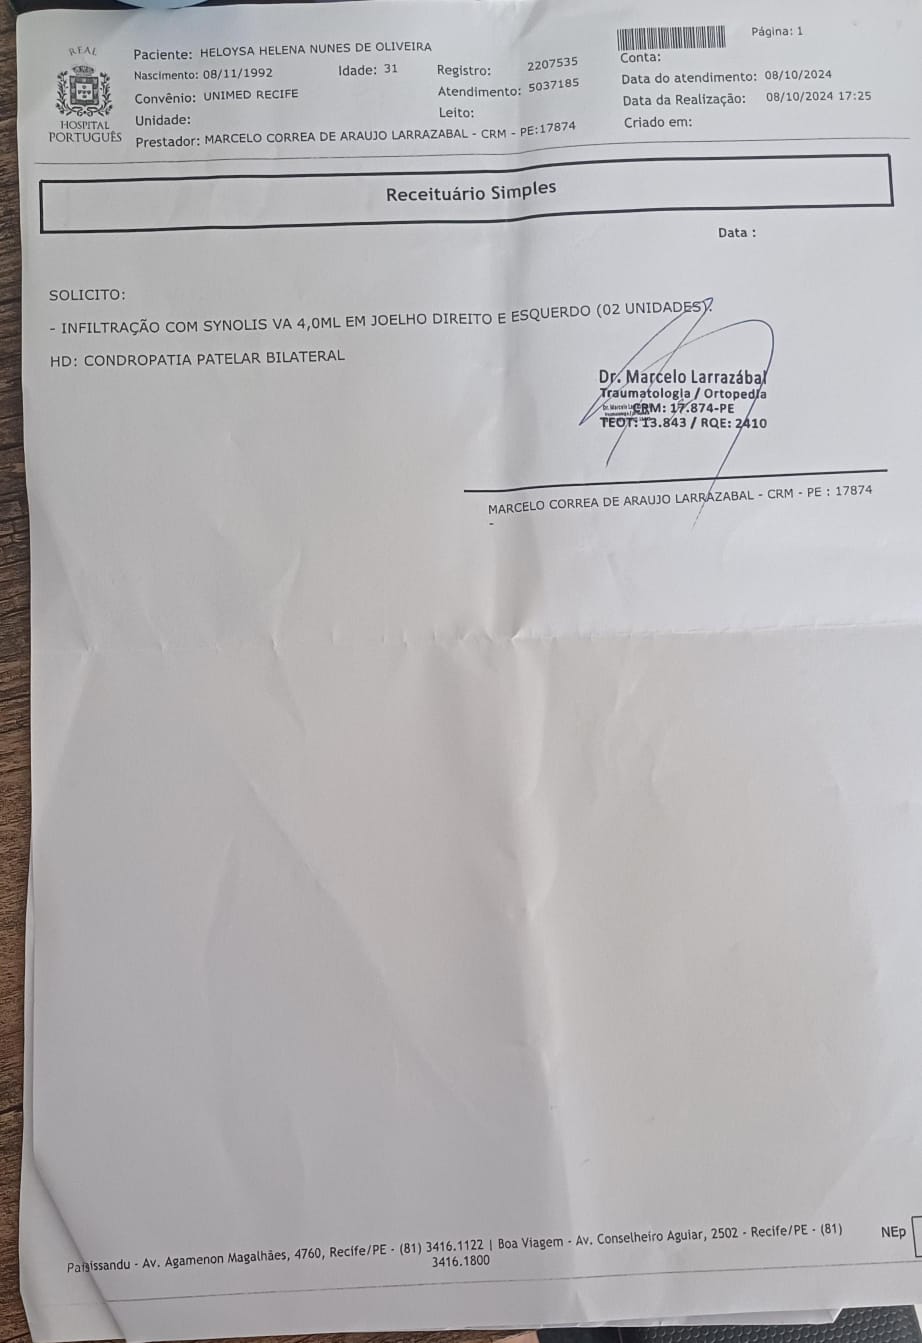 REAL
HOSPITAL
PORTUGUÊS
Paciente: HELOYSA HELENA NUNES DE OLIVEIRA
Nascimento: 08/11/1992 Idade: 31 Registro: 2207535
Convênio: UNIMED RECIFE Atendimento: 5037185
Unidade: Leito:
Prestador: MARCELO CORREA DE ARAUJO LARRAZABAL - CRM - PE:17874
Página: 1
Conta:
Data do atendimento: 08/10/2024
Data da Realização: 08/10/2024 17:25
Criado em:
Receituário Simples
Data :
SOLICITO:
- INFILTRAÇÃO COM SYNOLIS VA 4,0ML EM JOELHO DIREITO E ESQUERDO (02 UNIDADES).
HD: CONDROPATIA PATELAR BILATERAL
Dr. Marcelo Larrazábal
Traumatologia / Ortopedia
CRM: 17.874-PE
TEOT: 13.843 / RQE: 2410
MARCELO CORREA DE ARAUJO LARRAZABAL - CRM - PE : 17874
-
Paissandu - Av. Agamenon Magalhães, 4760, Recife/PE - (81) 3416.1122 | Boa Viagem - Av. Conselheiro Aguiar, 2502 - Recife/PE - (81)
3416.1800
NEp